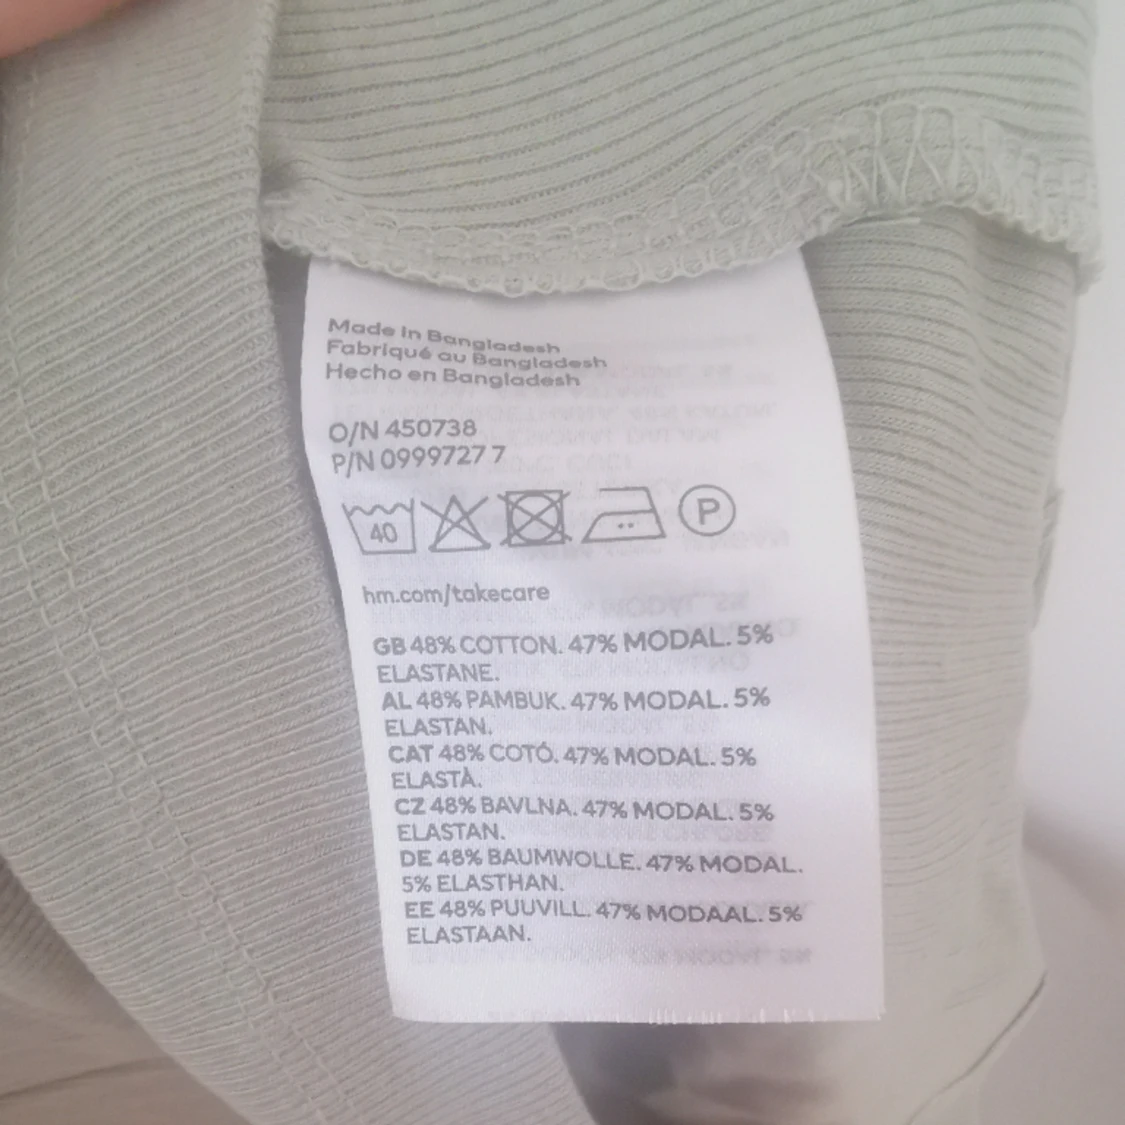 Made in Bangladesh
Fabriqué au Bangladesh
Hecho en Bangladesh
O/N 450738
P/N 0999727 7
40 P
hm.com/takecare
GB 48% COTTON. 47% MODAL. 5%
ELASTANE.
AL 48% PAMBUK. 47% MODAL. 5%
ELASTAN.
CAT 48% COTÓ. 47% MODAL. 5%
ELASTÀ.
CZ 48% BAVLNA. 47% MODAL. 5%
ELASTAN.
DE 48% BAUMWOLLE. 47% MODAL.
5% ELASTHAN.
EE 48% PUUVILL. 47% MODAAL. 5%
ELASTAAN.